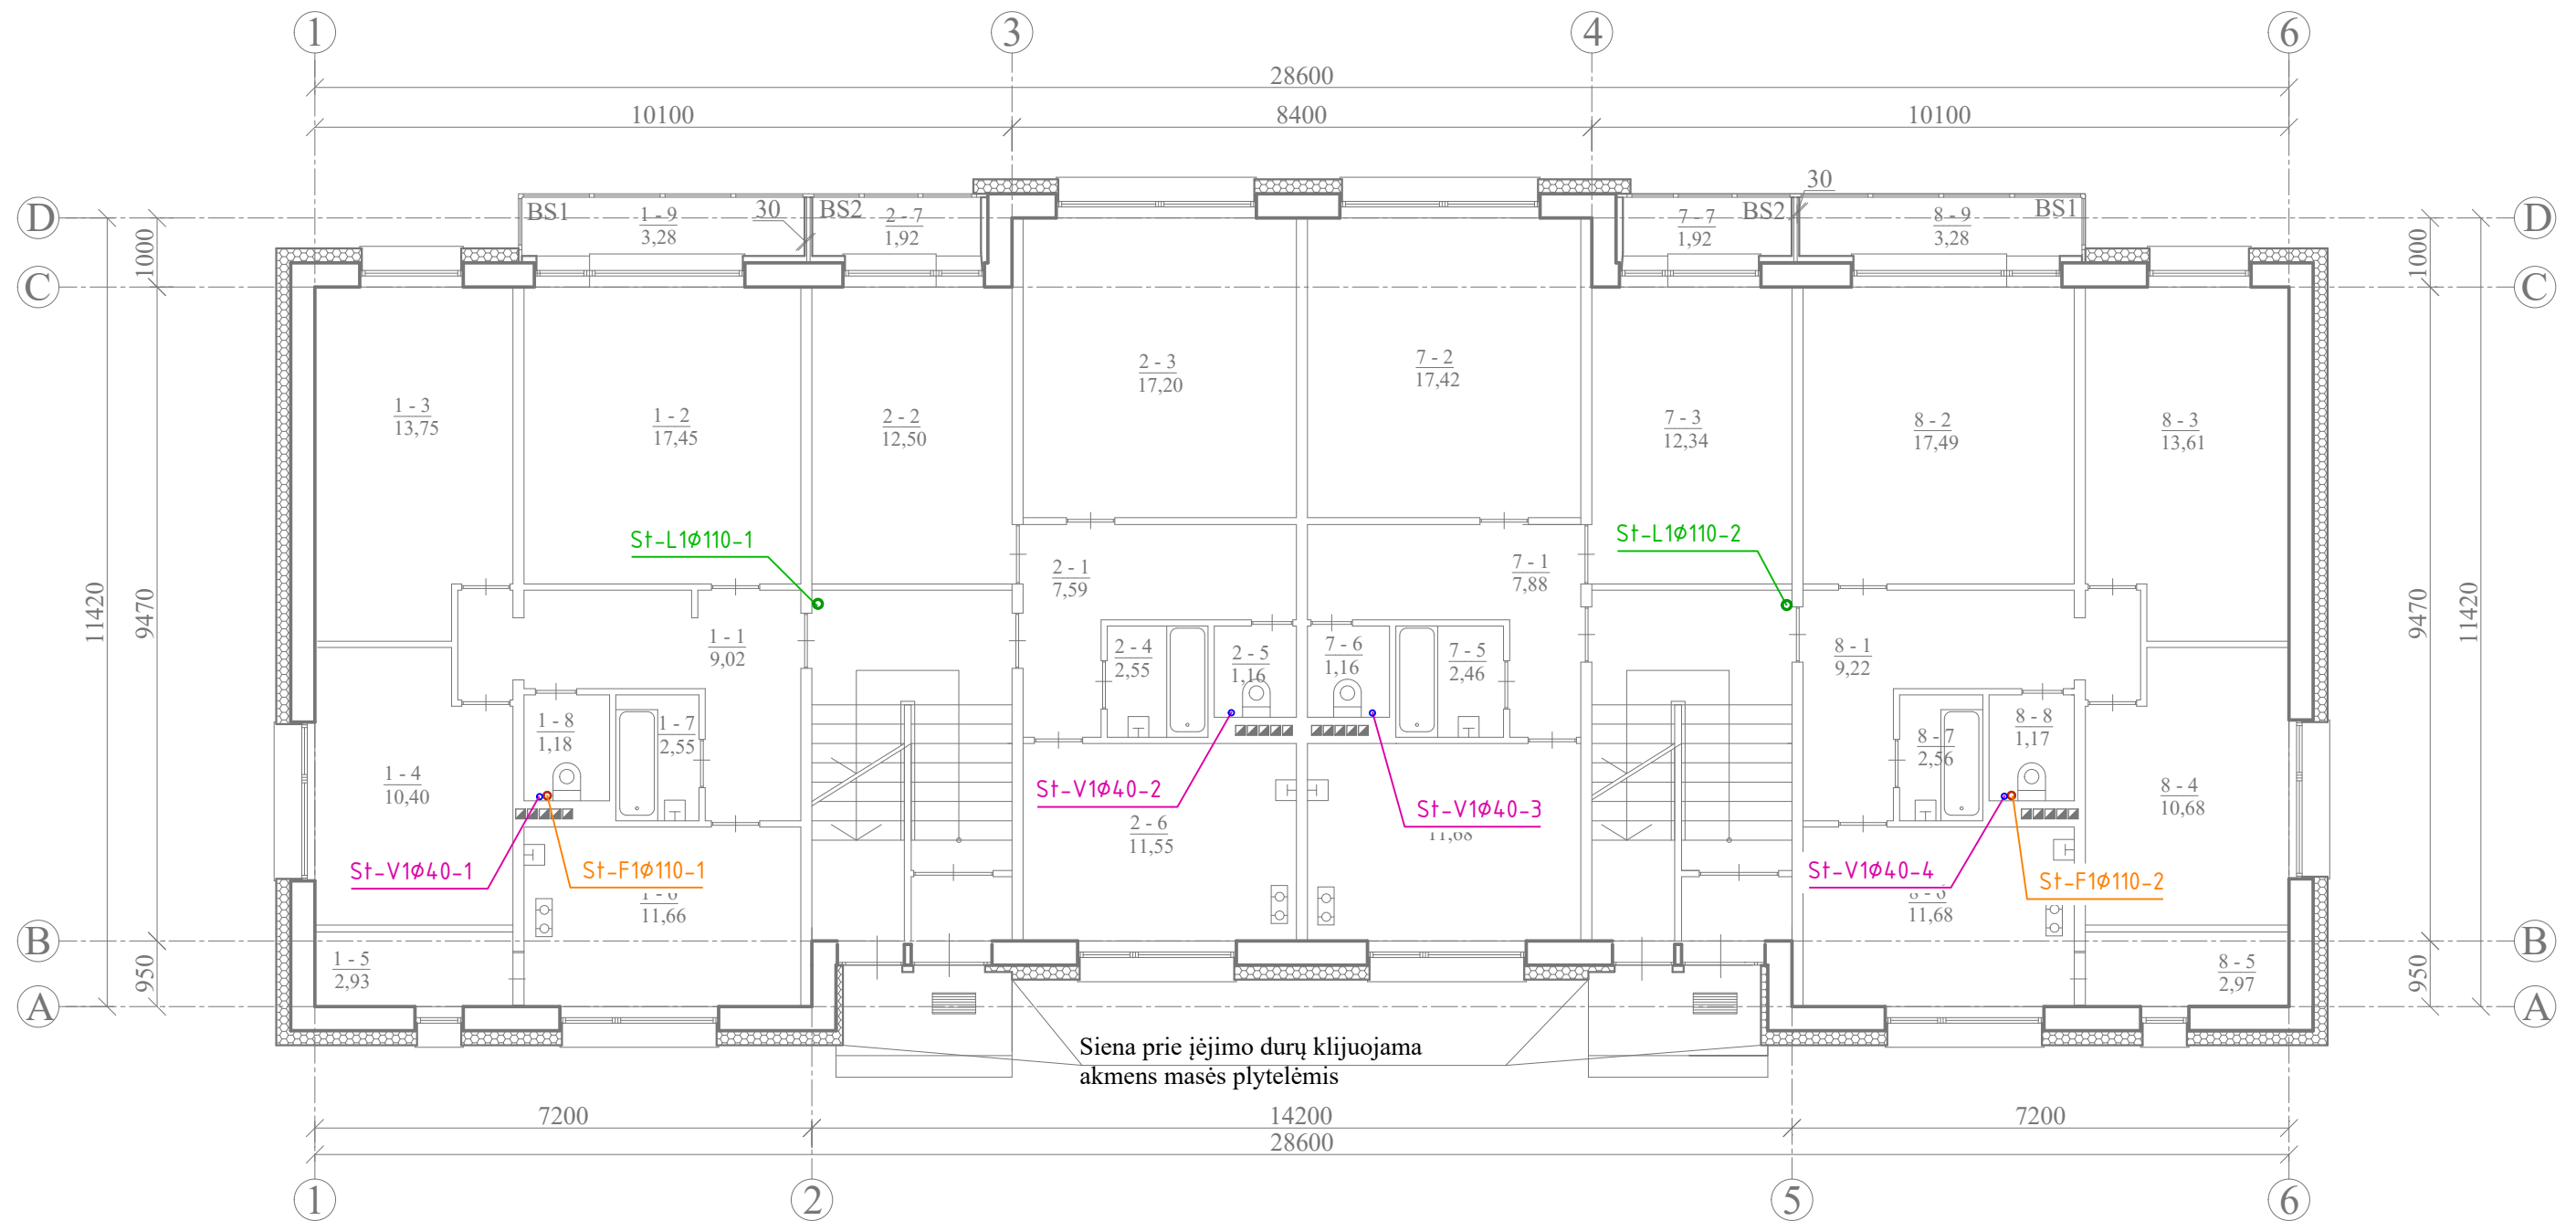 1
3
4
6
28600
10100
8400
10100
D
C
B
A
1000
9470
950
11420
BS1
1 - 9
3,28
30
BS2
2 - 7
1,92
7 - 7
1,92
BS2
30
8 - 9
3,28
BS1
D
C
B
A
1000
9470
950
11420
1 - 3
13,75
1 - 2
17,45
2 - 2
12,50
2 - 3
17,20
7 - 2
17,42
7 - 3
12,34
8 - 2
17,49
8 - 3
13,61
St-L1ϕ110-1
St-L1ϕ110-2
2 - 1
7,59
7 - 1
7,88
1 - 1
9,02
2 - 4
2,55
2 - 5
1,16
7 - 6
1,16
7 - 5
2,46
8 - 1
9,22
1 - 8
1,18
1 - 7
2,55
8 - 7
2,56
8 - 8
1,17
1 - 4
10,40
8 - 4
10,68
St-V1ϕ40-1
St-F1ϕ110-1
St-V1ϕ40-2
St-V1ϕ40-3
St-V1ϕ40-4
St-F1ϕ110-2
1 - 6
11,66
2 - 6
11,55
11,68
8 - 6
11,68
1 - 5
2,93
8 - 5
2,97
Siena prie įėjimo durų klijuojama
akmens masės plytelėmis
7200
14200
7200
28600
1
2
5
6